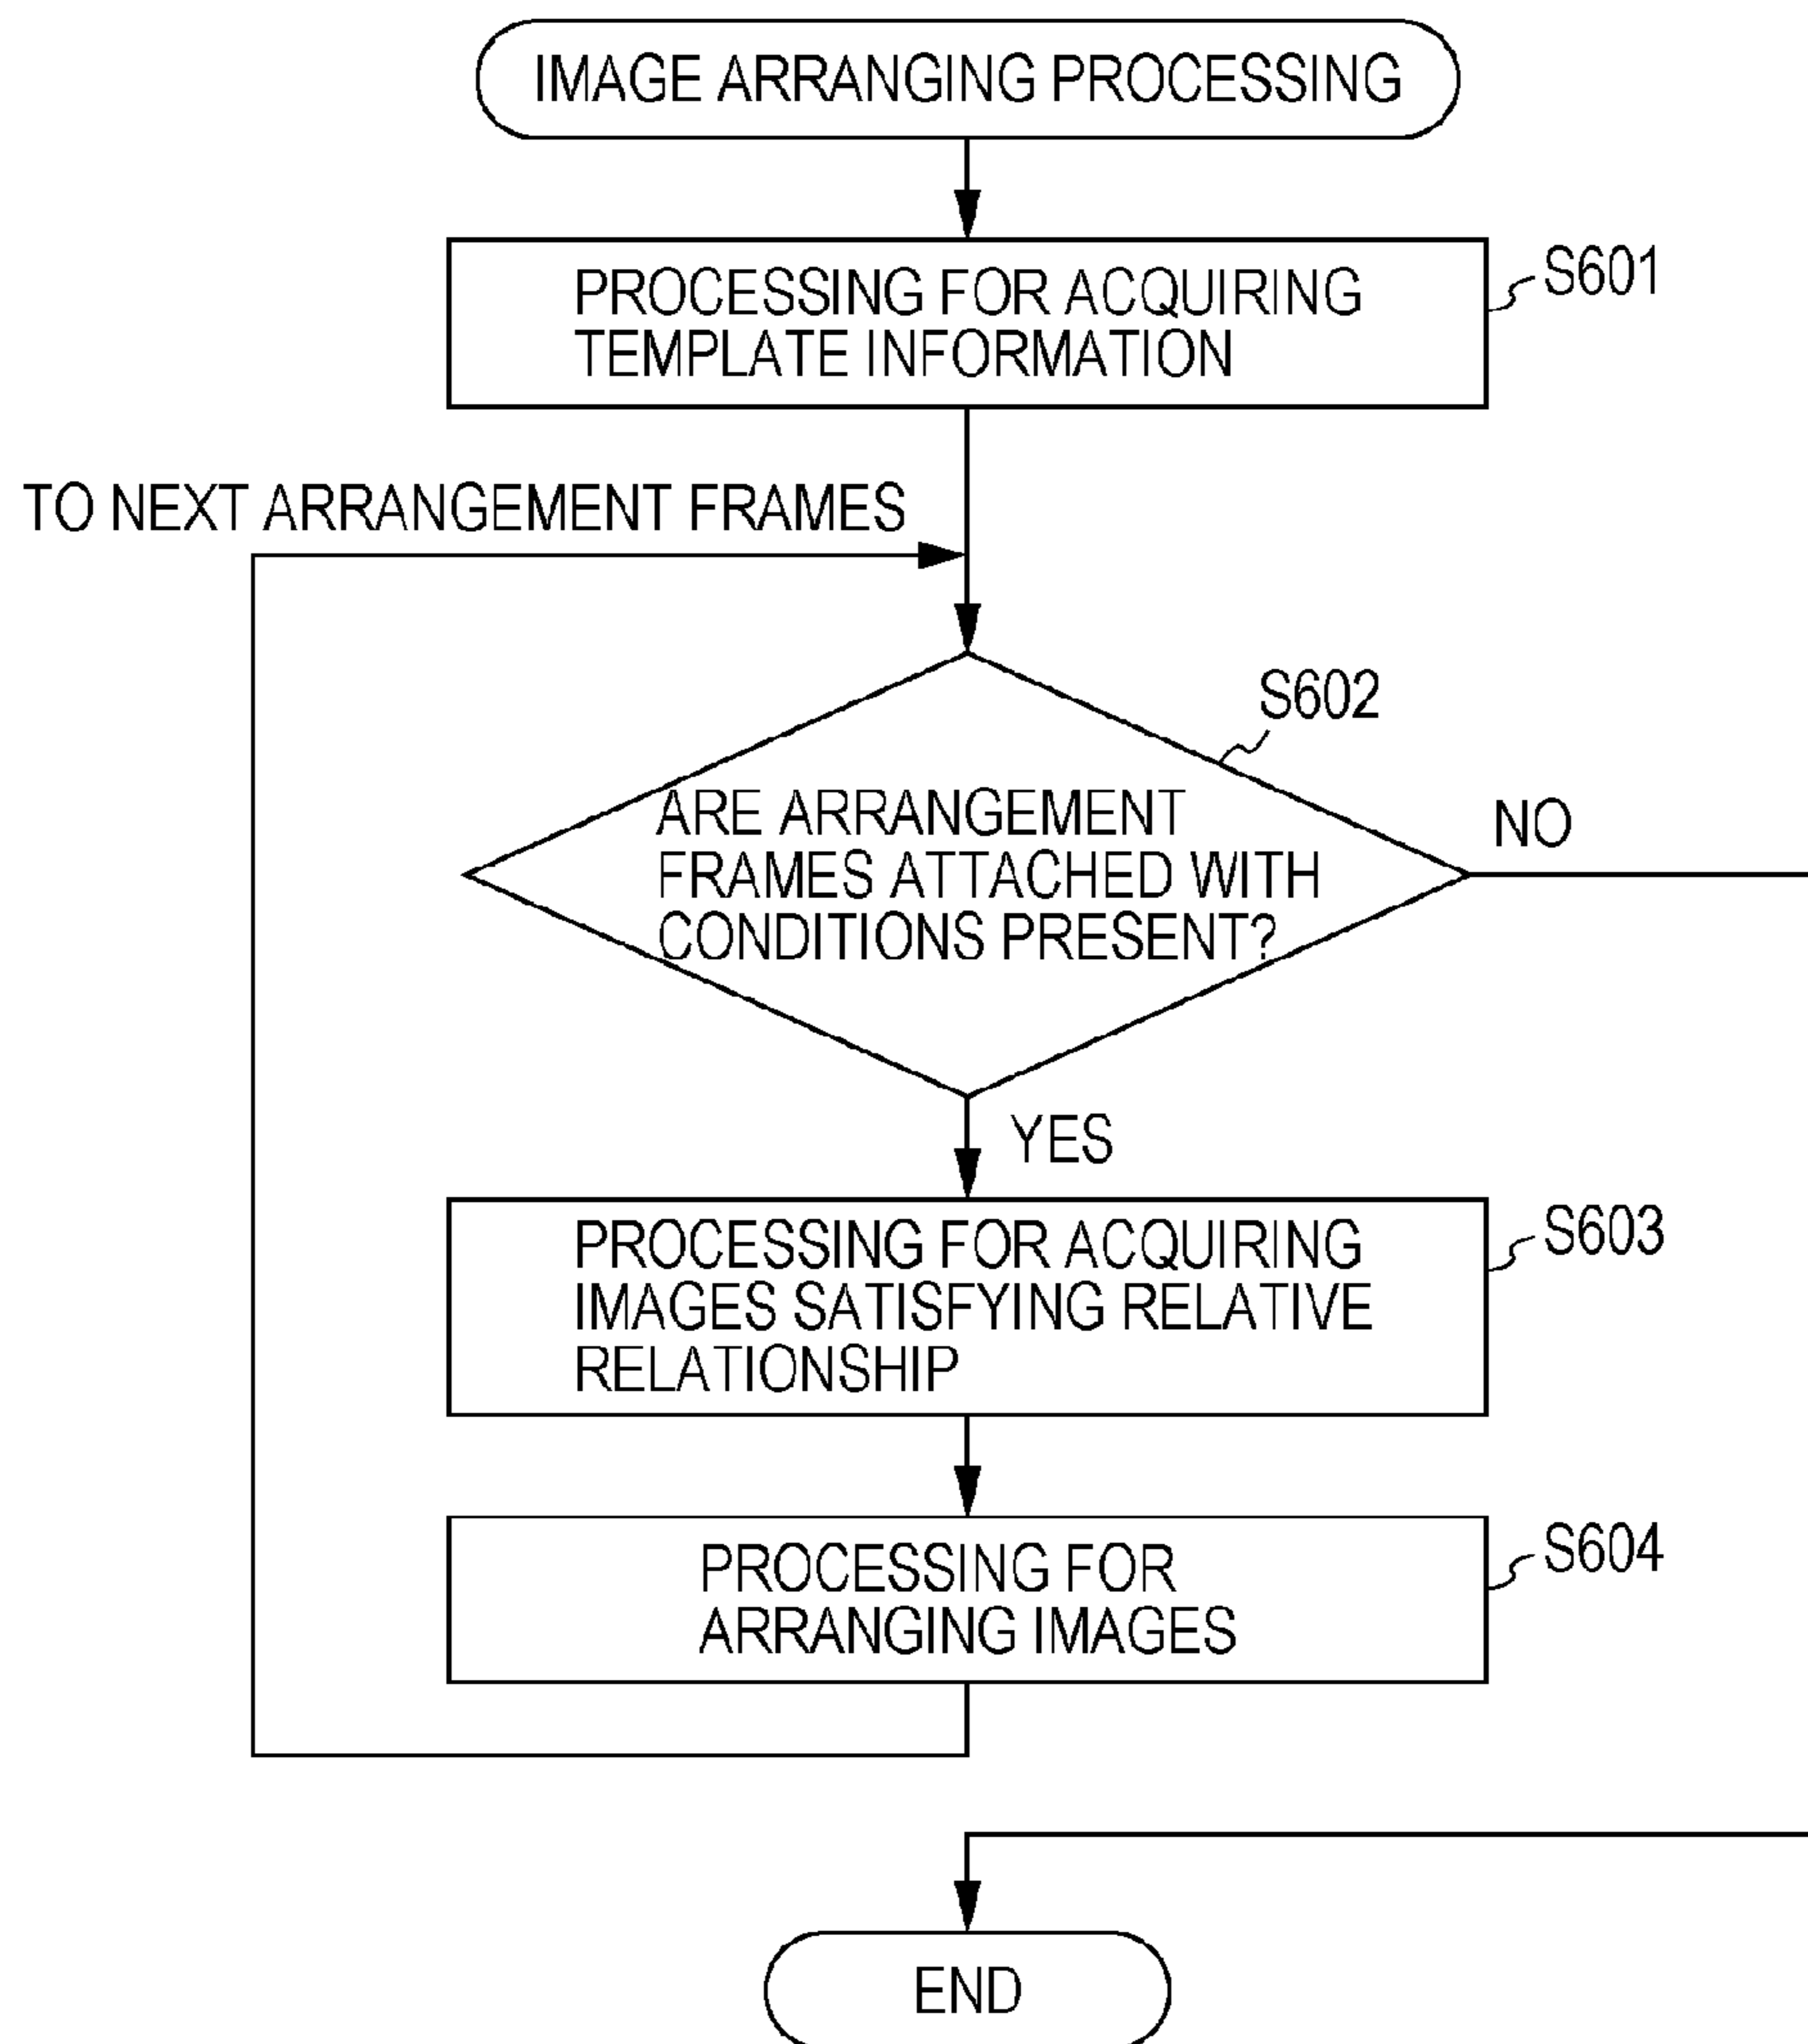 IMAGE ARRANGING PROCESSING
PROCESSING FOR ACQUIRING
TEMPLATE INFORMATION
S601
TO NEXT ARRANGEMENT FRAMES
S602
ARE ARRANGEMENT
FRAMES ATTACHED WITH
CONDITIONS PRESENT?
NO
YES
PROCESSING FOR ACQUIRING
IMAGES SATISFYING RELATIVE
RELATIONSHIP
S603
PROCESSING FOR
ARRANGING IMAGES
S604
END